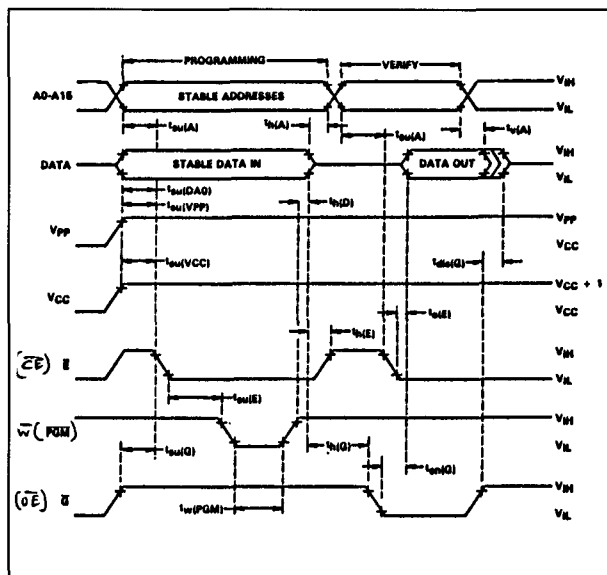 PROGRAMMING VERIFY
A0-A15 STABLE ADDRESSES VIH
VIL
tsu(A) th(A) tsu(A) tv(A)
DATA STABLE DATA IN DATA OUT VIH
VIL
tsu(DA0)
tsu(VPP) th(D)
VPP VPP
VCC
tsu(VCC) tdis(G)
VCC VCC + 1
VCC
th(E) ta(E)
(CE) E VIH
VIL
tsu(E)
W (PGM) VIH
VIL
tsu(G) th(G) ten(G)
(OE) G VIH
VIL
tw(PGM)